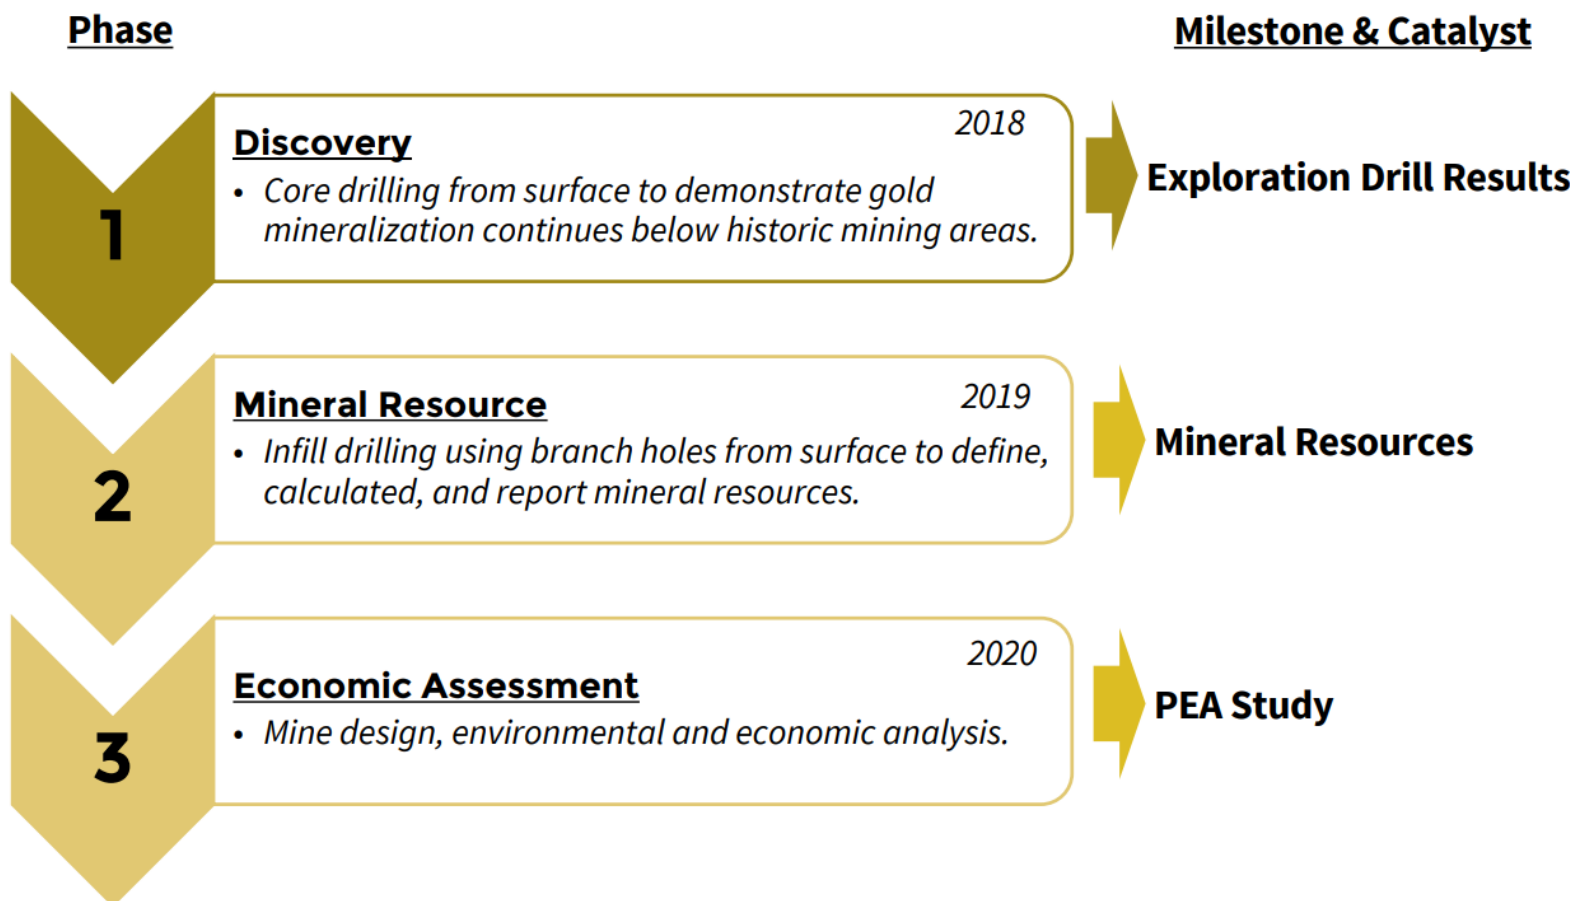 Phase
Milestone & Catalyst
1
Discovery
2018
• Core drilling from surface to demonstrate gold
mineralization continues below historic mining areas.
Exploration Drill Results
2
Mineral Resource
2019
• Infill drilling using branch holes from surface to define,
calculated, and report mineral resources.
Mineral Resources
3
Economic Assessment
2020
• Mine design, environmental and economic analysis.
PEA Study